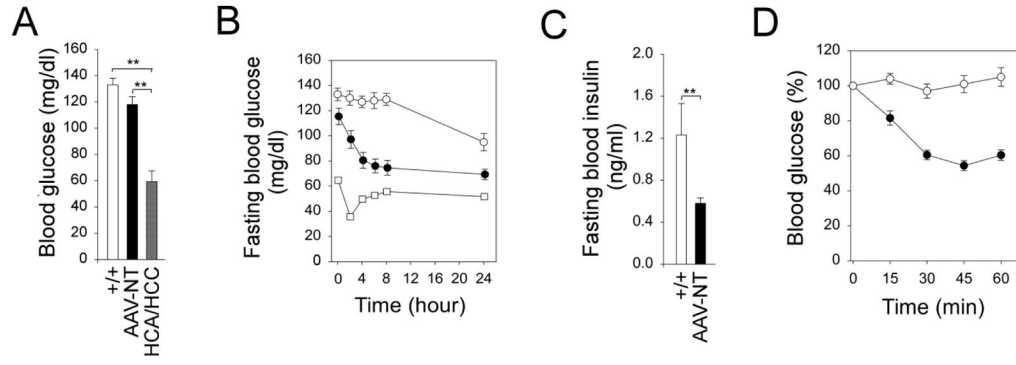 A
Blood glucose (mg/dl)
160
140
120
100
80
60
40
20
0
**
**
+/+
AAV-NT
HCA/HCC
B
Fasting blood glucose
(mg/dl)
160
140
120
100
80
60
40
20
0
0 4 8 12 16 20 24
Time (hour)
C
Fasting blood insulin
(ng/ml)
2.0
1.6
1.2
0.8
0.4
0.0
**
+/+
AAV-NT
D
Blood glucose (%)
120
100
80
60
40
20
0
0 15 30 45 60
Time (min)